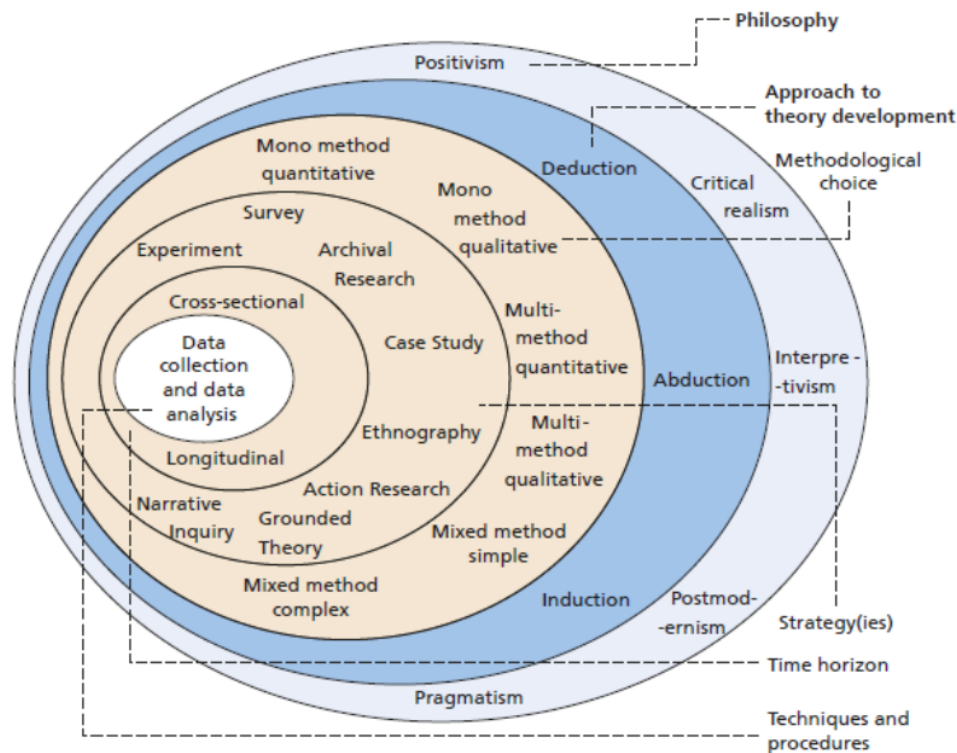 Philosophy
Positivism
Approach to
theory development
Mono method
quantitative
Deduction
Methodological
choice
Mono
method
qualitative
Critical
realism
Survey
Experiment
Archival
Research
Cross-sectional
Multi-
method
quantitative
Case Study
Data
collection
and data
analysis
Interpre -
-tivism
Abduction
Ethnography
Multi-
method
qualitative
Longitudinal
Action Research
Narrative
Inquiry
Grounded
Theory
Mixed method
simple
Mixed method
complex
Induction
Postmod-
-ernism
Strategy(ies)
Time horizon
Pragmatism
Techniques and
procedures